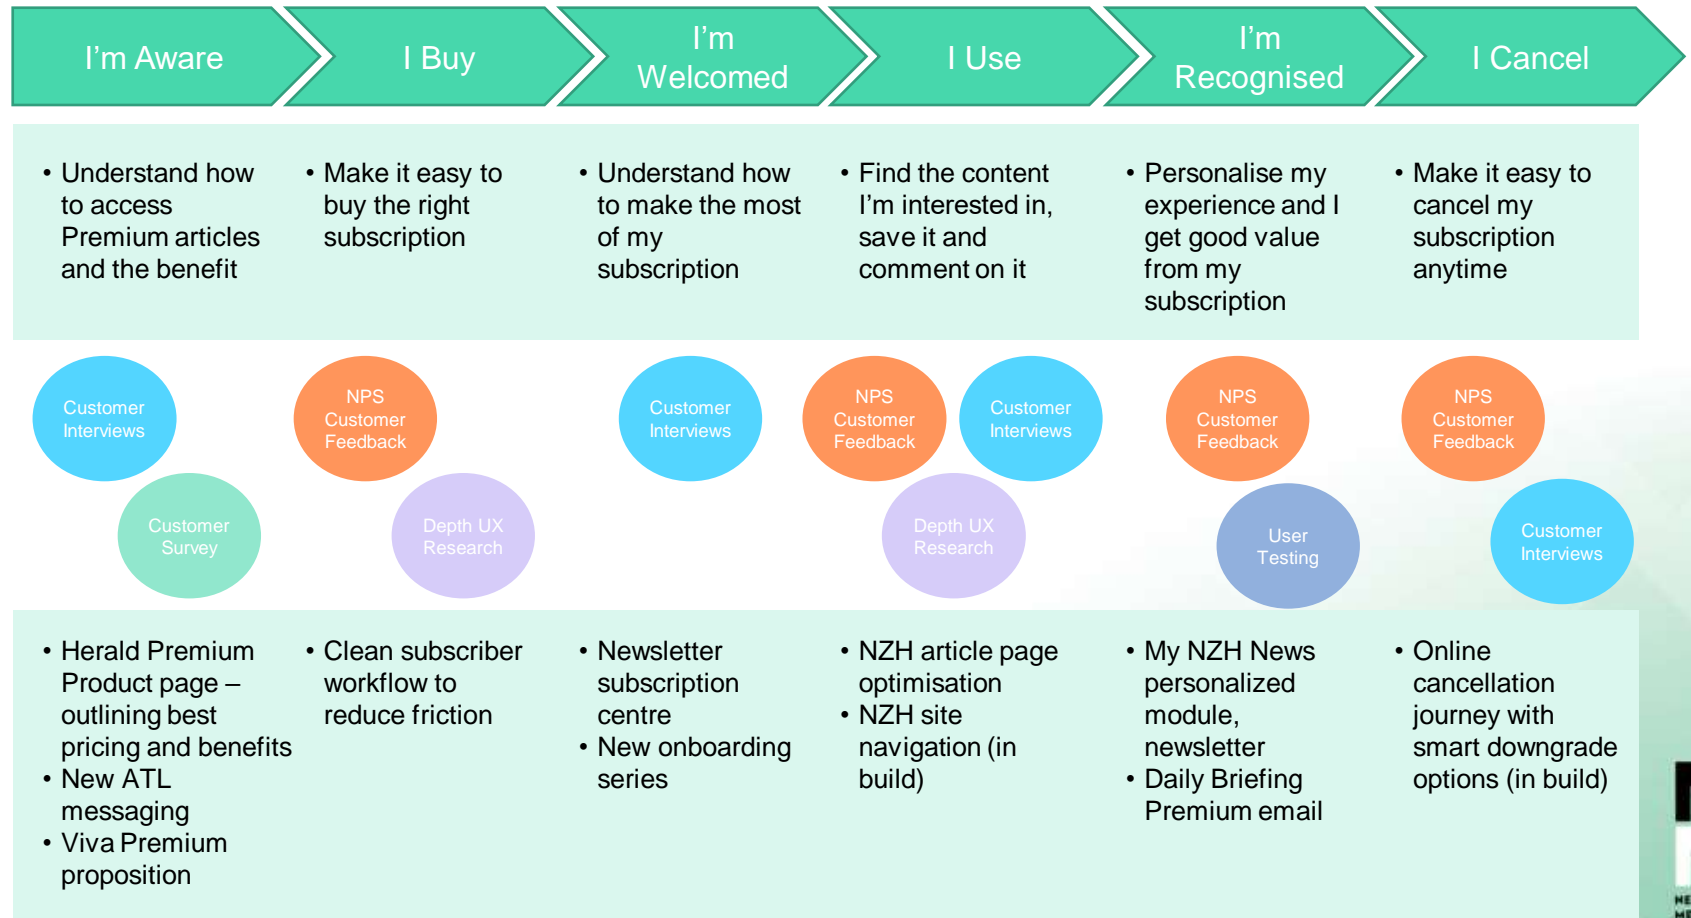 I'm Aware
I Buy
I'm
Welcomed
I Use
I'm
Recognised
I Cancel
• Understand how
to access
Premium articles
and the benefit
• Make it easy to
buy the right
subscription
• Understand how
to make the most
of my
subscription
• Find the content
I'm interested in,
save it and
comment on it
• Personalise my
experience and I
get good value
from my
subscription
• Make it easy to
cancel my
subscription
anytime
Customer
Interviews
Customer
Survey
NPS
Customer
Feedback
Depth UX
Research
Customer
Interviews
NPS
Customer
Feedback
Customer
Interviews
Depth UX
Research
NPS
Customer
Feedback
User
Testing
NPS
Customer
Feedback
Customer
Interviews
• Herald Premium
Product page –
outlining best
pricing and benefits
• New ATL
messaging
• Viva Premium
proposition
• Clean subscriber
workflow to
reduce friction
• Newsletter
subscription
centre
• New onboarding
series
• NZH article page
optimisation
• NZH site
navigation (in
build)
• My NZH News
personalized
module,
newsletter
• Daily Briefing
Premium email
• Online
cancellation
journey with
smart downgrade
options (in build)